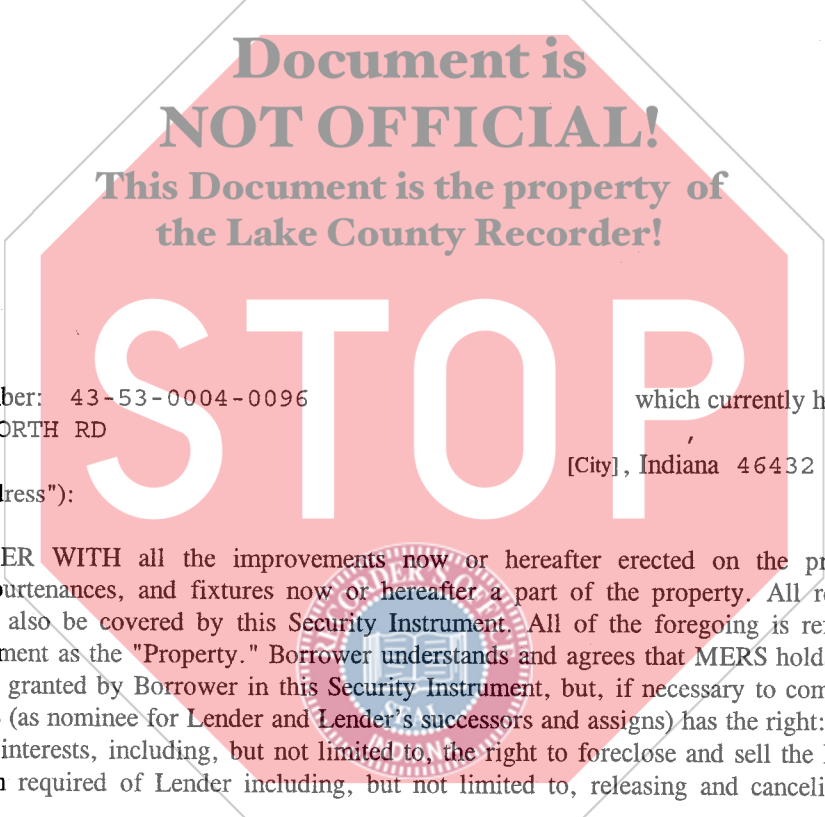 Document is
NOT OFFICIAL!
This Document is the property of
the Lake County Recorder!
STOP
ber: 43-53-0004-0096 which currently h
ORTH RD ,
[City], Indiana 46432
dress"):
ER WITH all the improvements now or hereafter erected on the pr
ourtenances, and fixtures now or hereafter a part of the property. All r
also be covered by this Security Instrument. All of the foregoing is re
ment as the "Property." Borrower understands and agrees that MERS hold
granted by Borrower in this Security Instrument, but, if necessary to com
(as nominee for Lender and Lender's successors and assigns) has the right:
interests, including, but not limited to, the right to foreclose and sell the
n required of Lender including, but not limited to, releasing and canceli
RECORDER'S OFFICE
SEAL